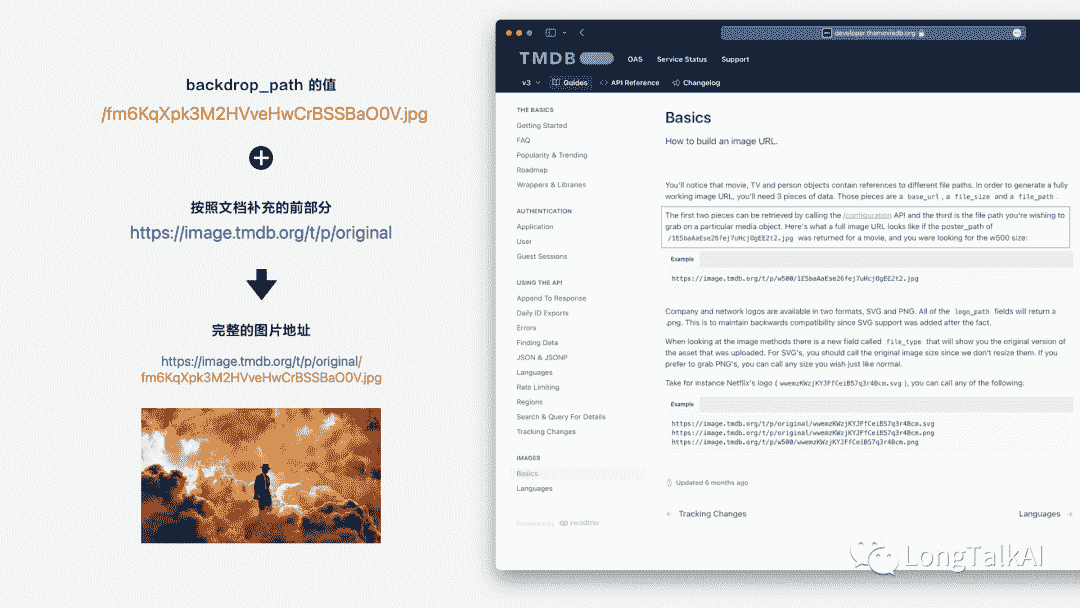 backdrop_path 的值
/fm6KqXpk3M2HVveHwCrBSSBaO0V.jpg
按照文档补充的前部分
https://image.tmdb.org/t/p/original
完整的图片地址
https://image.tmdb.org/t/p/original/
fm6KqXpk3M2HVveHwCrBSSBaO0V.jpg
developer.themoviedb.org
TMDB
OAS
Service Status
Support
v3
Guides
API Reference
Changelog
THE BASICS
Getting Started
FAQ
Popularity & Trending
Roadmap
Wrappers & Libraries
AUTHENTICATION
Application
User
Guest Sessions
USING THE API
Append To Response
Daily ID Exports
Errors
Finding Data
JSON & JSONP
Languages
Rate Limiting
Regions
Search & Query For Details
Tracking Changes
IMAGES
Basics
Languages
Powered by readme
Basics
How to build an image URL.
You'll notice that movie, TV and person objects contain references to different file paths. In order to generate a fully
working image URL, you'll need 3 pieces of data. Those pieces are a base_url, a file_size and a file_path.
The first two pieces can be retrieved by calling the /configuration API and the third is the file path you're wishing to
grab on a particular media object. Here's what a full image URL looks like if the poster_path of
/1E5baAaEse26fej7uHcjOgEE2t2.jpg was returned for a movie, and you were looking for the w500 size:
Example
https://image.tmdb.org/t/p/w500/1E5baAaEse26fej7uHcjOgEE2t2.jpg
Company and network logos are available in two formats, SVG and PNG. All of the logo_path fields will return a
.png. This is to maintain backwards compatibility since SVG support was added after the fact.
When looking at the image methods there is a new field called file_type that will show you the original version of
the asset that was uploaded. For SVG's, you should call the original image size since we don't resize them. If you
prefer to grab PNG's, you can call any size you wish just like normal.
Take for instance Netflix's logo (wwemzKWzjKYJFfCeiB57q3r4Bcm.svg), you can call any of the following:
Example
https://image.tmdb.org/t/p/original/wwemzKWzjKYJFfCeiB57q3r4Bcm.svg
https://image.tmdb.org/t/p/original/wwemzKWzjKYJFfCeiB57q3r4Bcm.png
https://image.tmdb.org/t/p/w500/wwemzKWzjKYJFfCeiB57q3r4Bcm.png
Updated 6 months ago
← Tracking Changes
Languages →
LongTalkAI